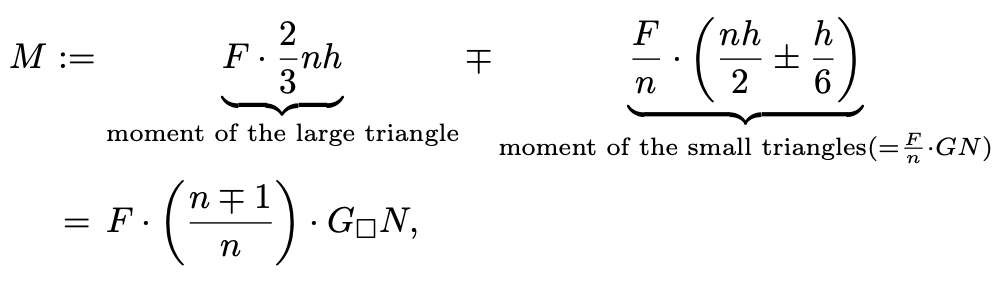 M := F · 2/3 nh ∓ F/n · (nh/2 ± h/6)
moment of the large triangle
moment of the small triangles(=F/n·GN)
= F · (n ∓ 1/n) · G□N,